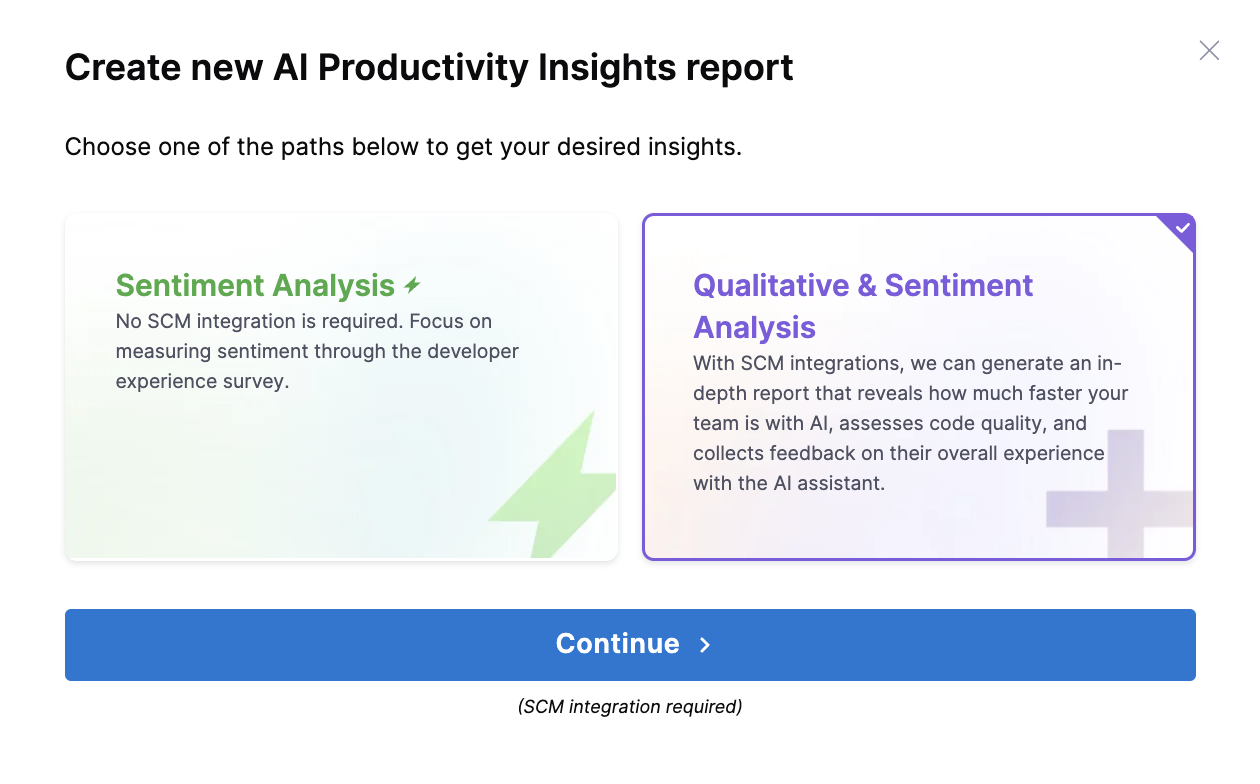 Create new AI Productivity Insights report
Choose one of the paths below to get your desired insights.
Sentiment Analysis
No SCM integration is required. Focus on
measuring sentiment through the developer
experience survey.
Qualitative & Sentiment
Analysis
With SCM integrations, we can generate an in-
depth report that reveals how much faster your
team is with AI, assesses code quality, and
collects feedback on their overall experience
with the AI assistant.
Continue
(SCM integration required)